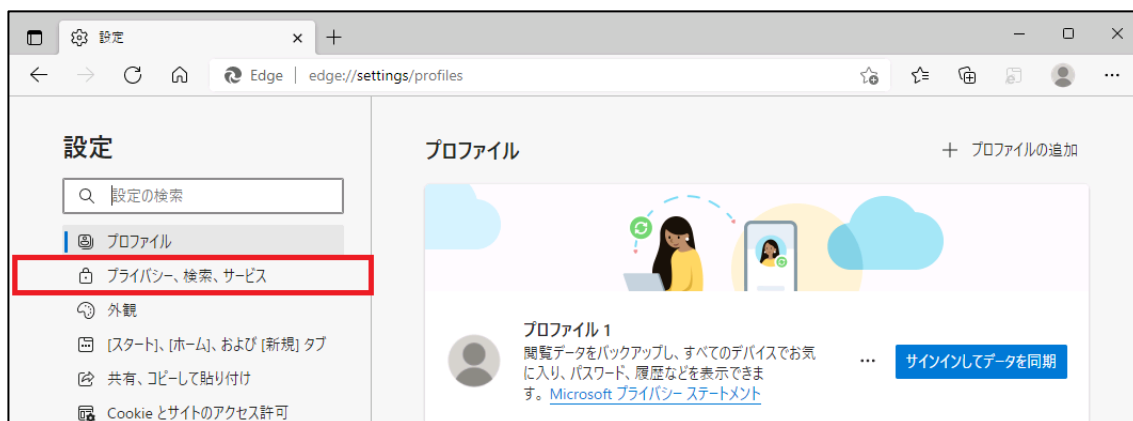 設定
Edge | edge://settings/profiles
設定
設定の検索
プロファイル
プライバシー、検索、サービス
外観
[スタート]、[ホーム]、および [新規] タブ
共有、コピーして貼り付け
Cookie とサイトのアクセス許可
プロファイル
プロファイルの追加
プロファイル 1
閲覧データをバックアップし、すべてのデバイスでお気
に入り、パスワード、履歴などを表示できま
す。Microsoft プライバシー ステートメント
サインインしてデータを同期